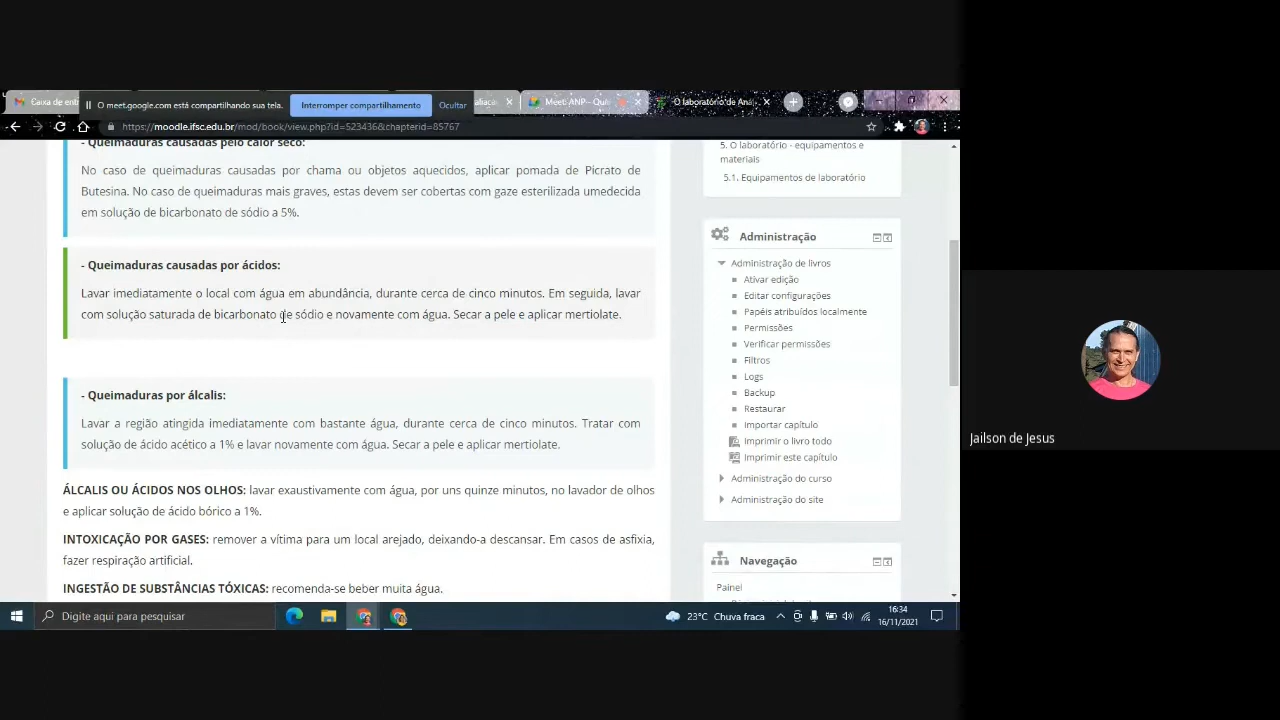 Caixa de ent
O meet.google.com está compartilhando sua tela.
Interromper compartilhamento
Ocultar
Meet: ANP - Quí
O laboratório de Aná
https://moodle.ifsc.edu.br/mod/book/view.php?id=523436&chapterid=85767
- Queimaduras causadas pelo calor seco:
No caso de queimaduras causadas por chama ou objetos aquecidos, aplicar pomada de Picrato de
Butesina. No caso de queimaduras mais graves, estas devem ser cobertas com gaze esterilizada umedecida
em solução de bicarbonato de sódio a 5%.
- Queimaduras causadas por ácidos:
Lavar imediatamente o local com água em abundância, durante cerca de cinco minutos. Em seguida, lavar
com solução saturada de bicarbonato de sódio e novamente com água. Secar a pele e aplicar mertiolate.
- Queimaduras por álcalis:
Lavar a região atingida imediatamente com bastante água, durante cerca de cinco minutos. Tratar com
solução de ácido acético a 1% e lavar novamente com água. Secar a pele e aplicar mertiolate.
ÁLCALIS OU ÁCIDOS NOS OLHOS: lavar exaustivamente com água, por uns quinze minutos, no lavador de olhos
e aplicar solução de ácido bórico a 1%.
INTOXICAÇÃO POR GASES: remover a vítima para um local arejado, deixando-a descansar. Em casos de asfixia,
fazer respiração artificial.
INGESTÃO DE SUBSTÂNCIAS TÓXICAS: recomenda-se beber muita água.
5. O laboratório - equipamentos e
materiais
5.1. Equipamentos de laboratório
Administração
Administração de livros
Ativar edição
Editar configurações
Papéis atribuídos localmente
Permissões
Verificar permissões
Filtros
Logs
Backup
Restaurar
Importar capítulo
Imprimir o livro todo
Imprimir este capítulo
Administração do curso
Administração do site
Navegação
Painel
Jailson de Jesus
Digite aqui para pesquisar
23°C Chuva fraca
16:34
16/11/2021